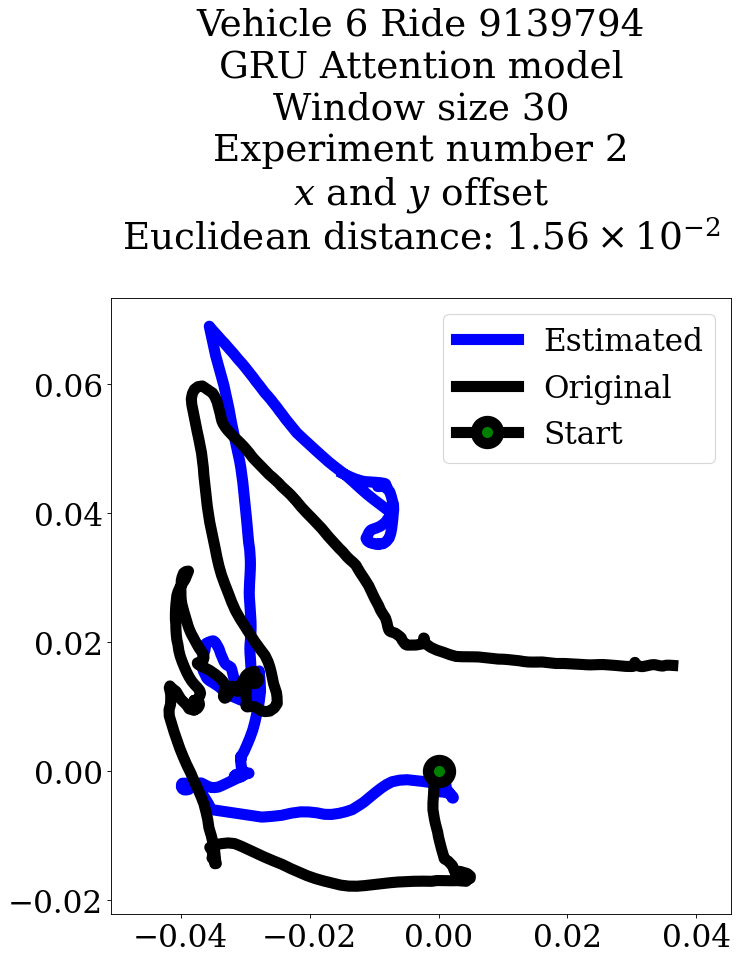 Vehicle 6 Ride 9139794
GRU Attention model
Window size 30
Experiment number 2
x and y offset
Euclidean distance: 1.56 × 10⁻²
Estimated
Original
Start
0.06
0.04
0.02
0.00
−0.02
−0.04 −0.02 0.00 0.02 0.04